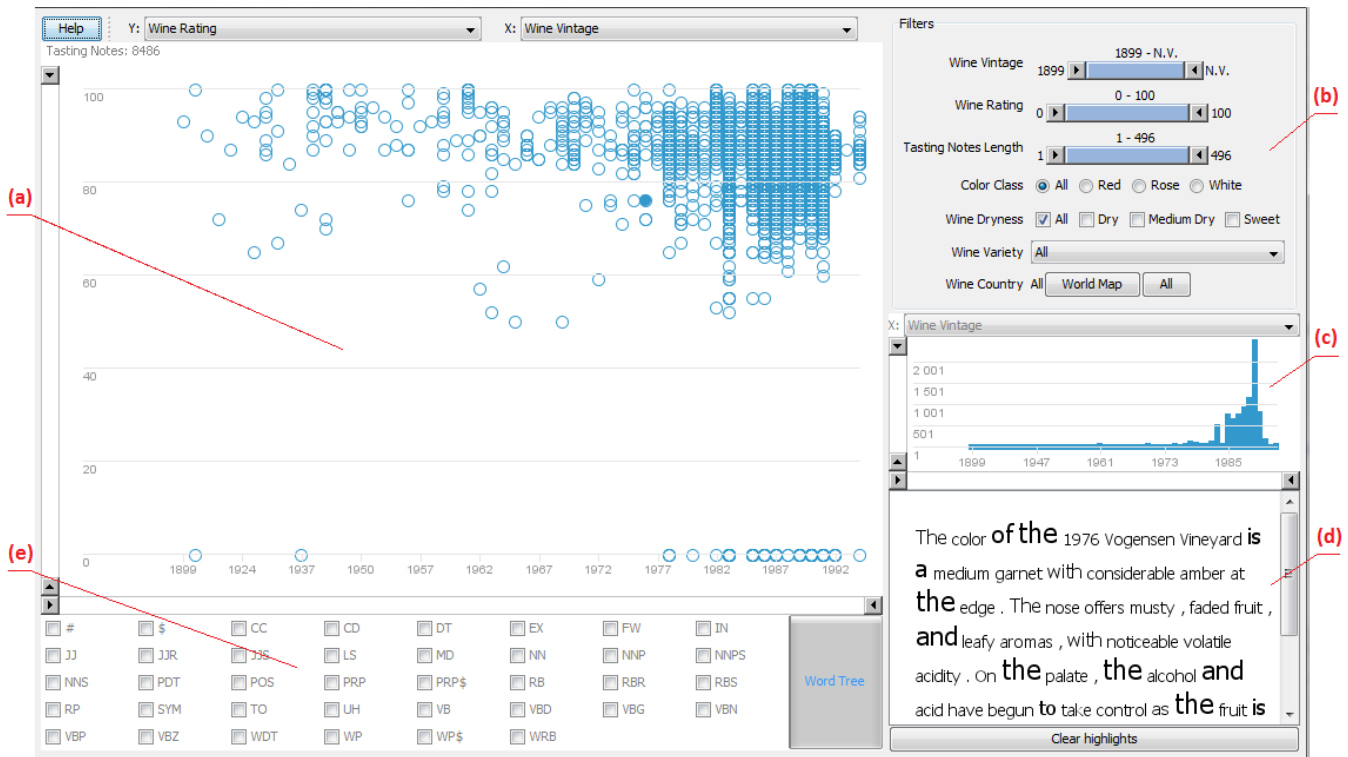 Help Y: Wine Rating X: Wine Vintage
Tasting Notes: 8486
100
80
60
40
20
0
1899 1924 1937 1950 1957 1962 1967 1972 1977 1982 1987 1992
(a)
(e)
# $ CC CD DT EX FW IN
JJ JJR JJS LS MD NN NNP NNPS
NNS PDT POS PRP PRP$ RB RBR RBS
RP SYM TO UH VB VBD VBG VBN
VBP VBZ WDT WP WP$ WRB
Word Tree
Filters
1899 - N.V.
Wine Vintage 1899 N.V.
0 - 100
Wine Rating 0 100
1 - 496
Tasting Notes Length 1 496
Color Class All Red Rose White
Wine Dryness All Dry Medium Dry Sweet
Wine Variety All
Wine Country All World Map All
(b)
X: Wine Vintage
2 001
1 501
1 001
501
1
1899 1947 1961 1973 1985
(c)
The color of the 1976 Vogensen Vineyard is
a medium garnet with considerable amber at
the edge . The nose offers musty , faded fruit ,
and leafy aromas , with noticeable volatile
acidity . On the palate , the alcohol and
acid have begun to take control as the fruit is
(d)
Clear highlights